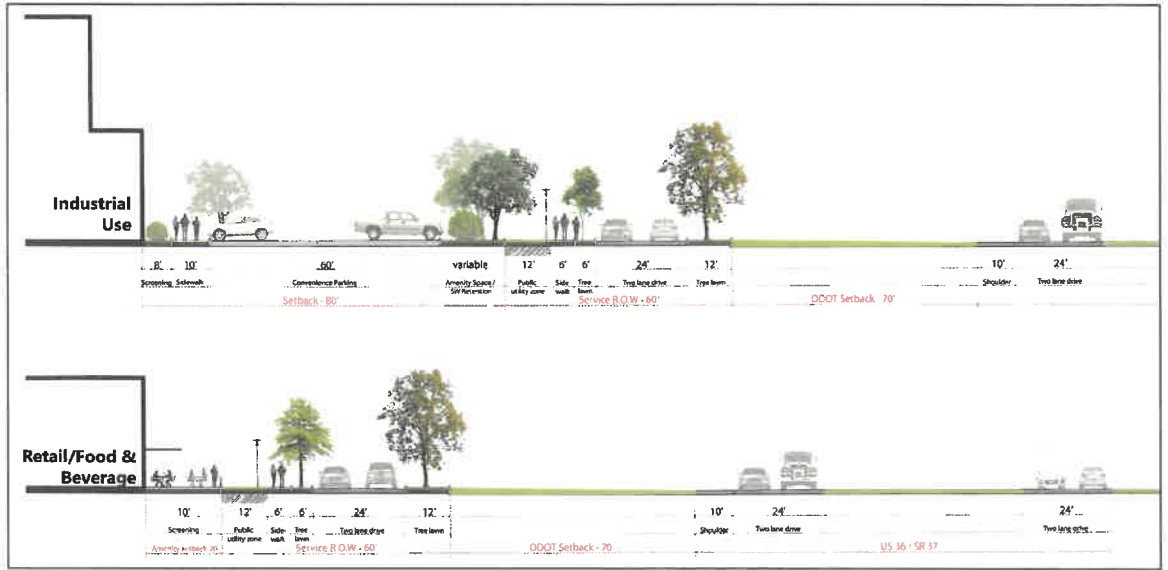 Industrial
Use
8' 10' 60' variable 12' 6' 6' 24' 12' 10' 24'
Screening Sidewalk Convenience Parking Amenity Space / Public Side Tree Two lane drive Tree lawn Shoulder Two lane drive
SW Retention utility zone walk lawn
Setback - 80' Service R.O.W - 60' ODOT Setback - 70'
Retail/Food &
Beverage
10' 12' 6' 6' 24' 12' 10' 24' 24'
Screening Public Side- Tree Two lane drive Tree lawn Shoulder Two lane drive Two lane drive
utility zone walk lawn
Amenity setback 20' Service R.O.W - 60' ODOT Setback - 70 US 36 / SR 37